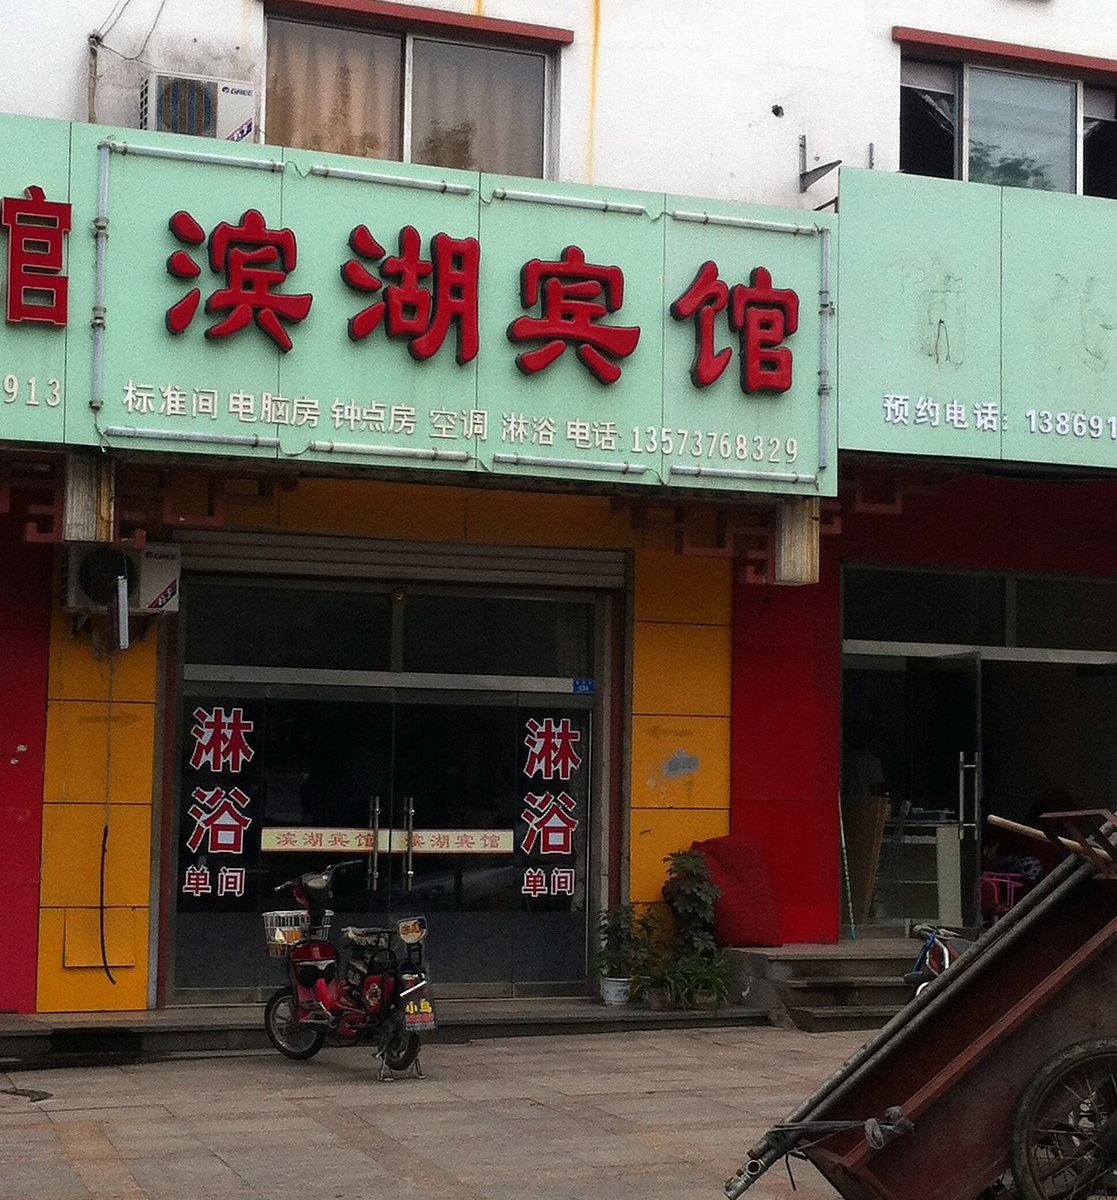 GREE
馆
滨湖宾馆
913
标准间 电脑房 钟点房 空调 淋浴 电话:13573768329
预约电话: 138691
GREE
淋浴
单间
淋浴
单间
滨湖宾馆
滨湖宾馆
小鸟